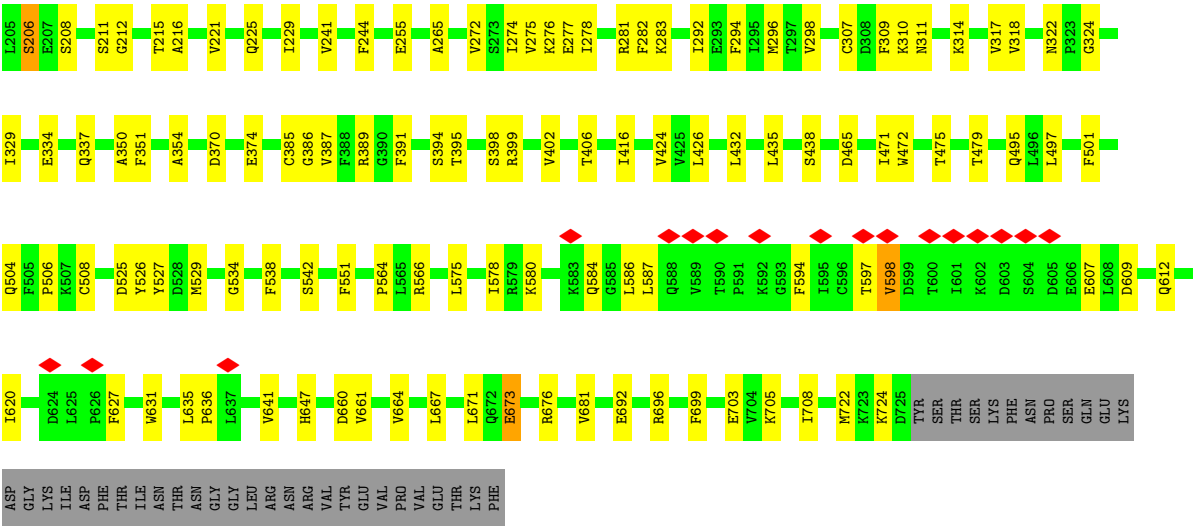 L205 S206 E207 S208 S211 G212 T215 A216 V221 Q225 I229 V241 F244 E255 A265 V272 S273 I274 V275 K276 E277 I278 R281 F282 K283 I292 E293 F294 I295 M296 T297 V298 C307 D308 F309 K310 N311 K314 V317 V318 N322 P323 G324
I329 E334 Q337 A350 F351 A354 D370 E374 C385 G386 V387 F388 R389 G390 F391 S394 T395 S398 R399 V402 T406 I416 V424 V425 L426 L432 L435 S438 D465 I471 W472 T475 T479 Q495 L496 L497 F501
Q504 F505 P506 K507 C508 D525 Y526 Y527 D528 M529 G534 F538 S542 F551 P564 L565 R566 L575 I578 R579 K580 K583 Q584 G585 L586 L587 Q588 V589 T590 P591 K592 G593 F594 I595 C596 T597 V598 D599 T600 I601 K602 D603 S604 D605 E606 E607 L608 D609 Q612
I620 D624 L625 P626 F627 W631 L635 P636 L637 V641 H647 D660 V661 V664 L667 L671 Q672 E673 R676 V681 E692 R696 F699 E703 V704 K705 I708 M722 K723 K724 D725 TYR SER THR SER LYS PHE ASN PRO SER GLN GLU LYS
ASP GLY LYS ILE ASP PHE THR ILE ASN THR ASN GLY GLY LEU ARG ASN ARG VAL TYR GLU VAL PRO VAL GLU THR LYS PHE